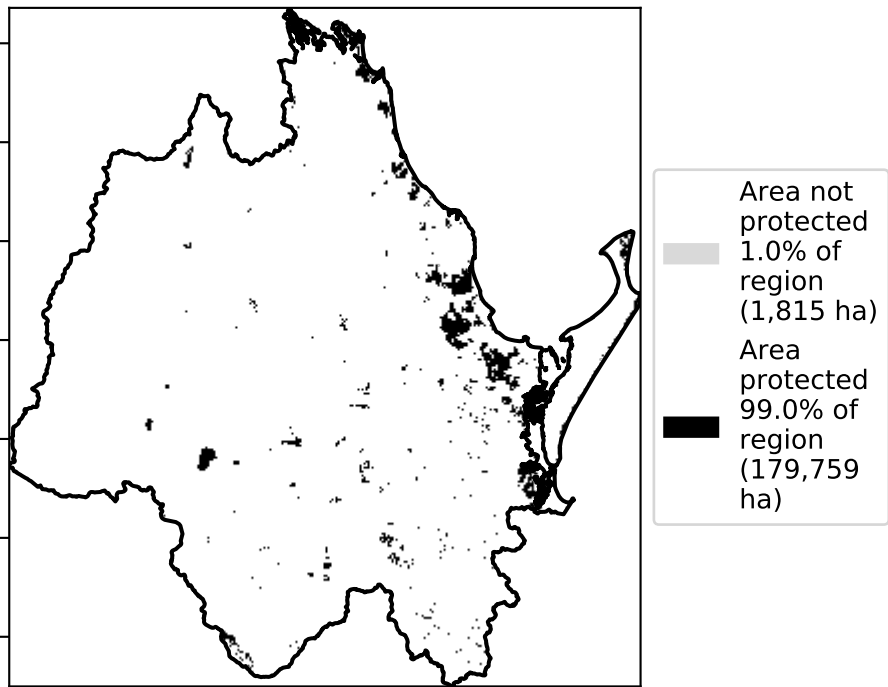 Area not
protected
1.0% of
region
(1,815 ha)
Area
protected
99.0% of
region
(179,759
ha)